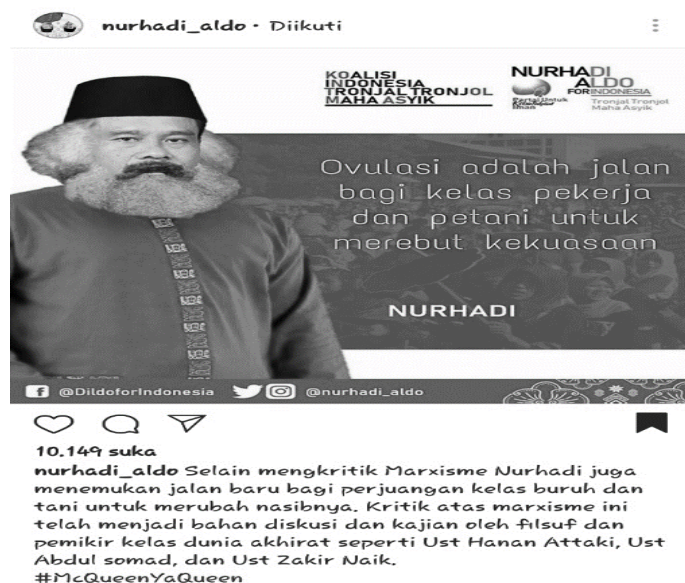 nurhadi_aldo • Diikuti
KOALISI
INDONESIA
TRONJAL TRONJOL
MAHA ASYIK
NURHADI
ALDO
FOR INDONESIA
Tronjal Tronjol
Maha Asyik
Ovulasi adalah jalan
bagi kelas pekerja
dan petani untuk
merebut kekuasaan
NURHADI
@DildoforIndonesia
@nurhadi_aldo
10.149 suka
nurhadi_aldo Selain mengkritik Marxisme Nurhadi juga
menemukan jalan baru bagi perjuangan kelas buruh dan
tani untuk merubah nasibnya. Kritik atas marxisme ini
telah menjadi bahan diskusi dan kajian oleh filsuf dan
pemikir kelas dunia akhirat seperti Ust Hanan Attaki, Ust
Abdul somad, dan Ust Zakir Naik.
#McQueenYaQueen